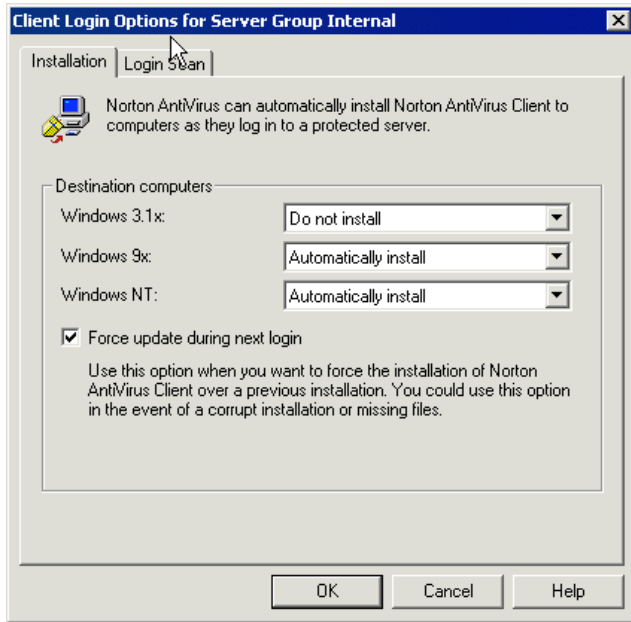 Client Login Options for Server Group Internal
Installation
Login Scan
Norton AntiVirus can automatically install Norton AntiVirus Client to
computers as they log in to a protected server.
Destination computers
Windows 3.1x: Do not install
Windows 9x: Automatically install
Windows NT: Automatically install
Force update during next login
Use this option when you want to force the installation of Norton
AntiVirus Client over a previous installation. You could use this option
in the event of a corrupt installation or missing files.
OK Cancel Help